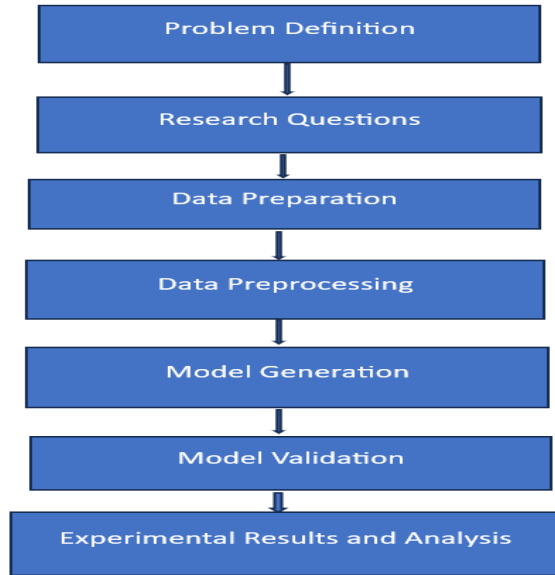 Problem Definition
Research Questions
Data Preparation
Data Preprocessing
Model Generation
Model Validation
Experimental Results and Analysis